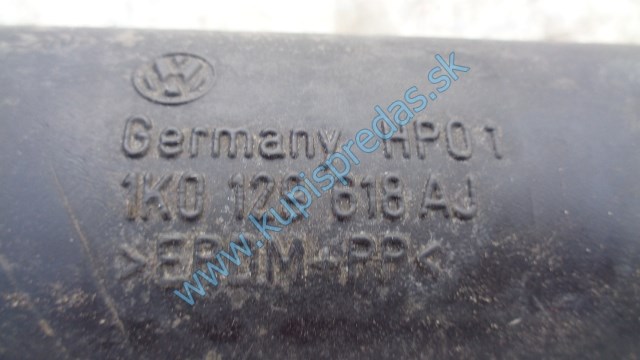 VW
Germany HP01
1K0 129 618 AJ
>EPDM+PP<
www.kupispredas.sk